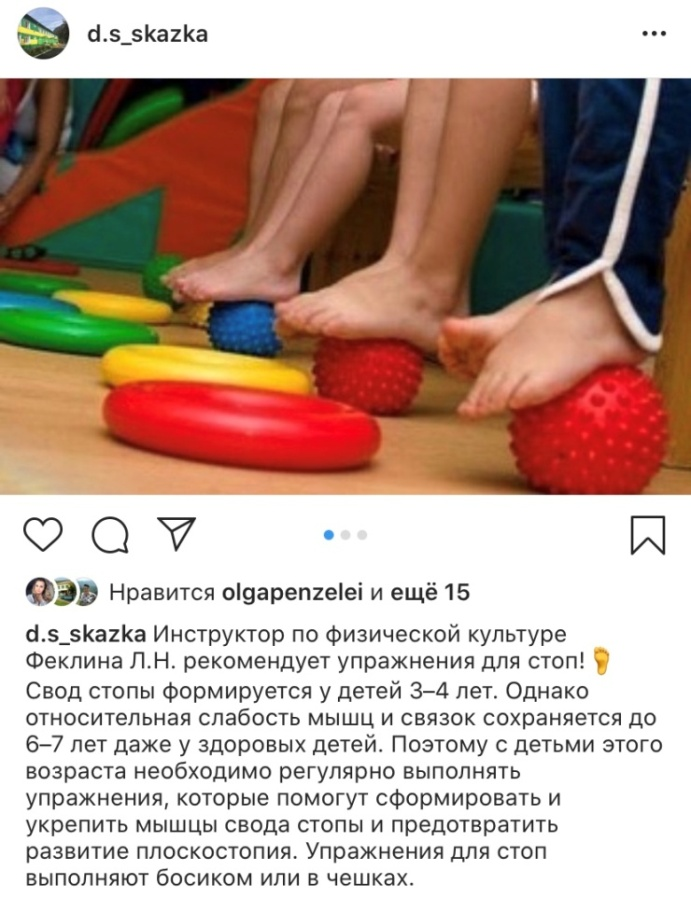 d.s_skazka
Нравится olgapenzelei и ещё 15
d.s_skazka Инструктор по физической культуре
Феклина Л.Н. рекомендует упражнения для стоп!🦶
Свод стопы формируется у детей 3–4 лет. Однако
относительная слабость мышц и связок сохраняется до
6–7 лет даже у здоровых детей. Поэтому с детьми этого
возраста необходимо регулярно выполнять
упражнения, которые помогут сформировать и
укрепить мышцы свода стопы и предотвратить
развитие плоскостопия. Упражнения для стоп
выполняют босиком или в чешках.